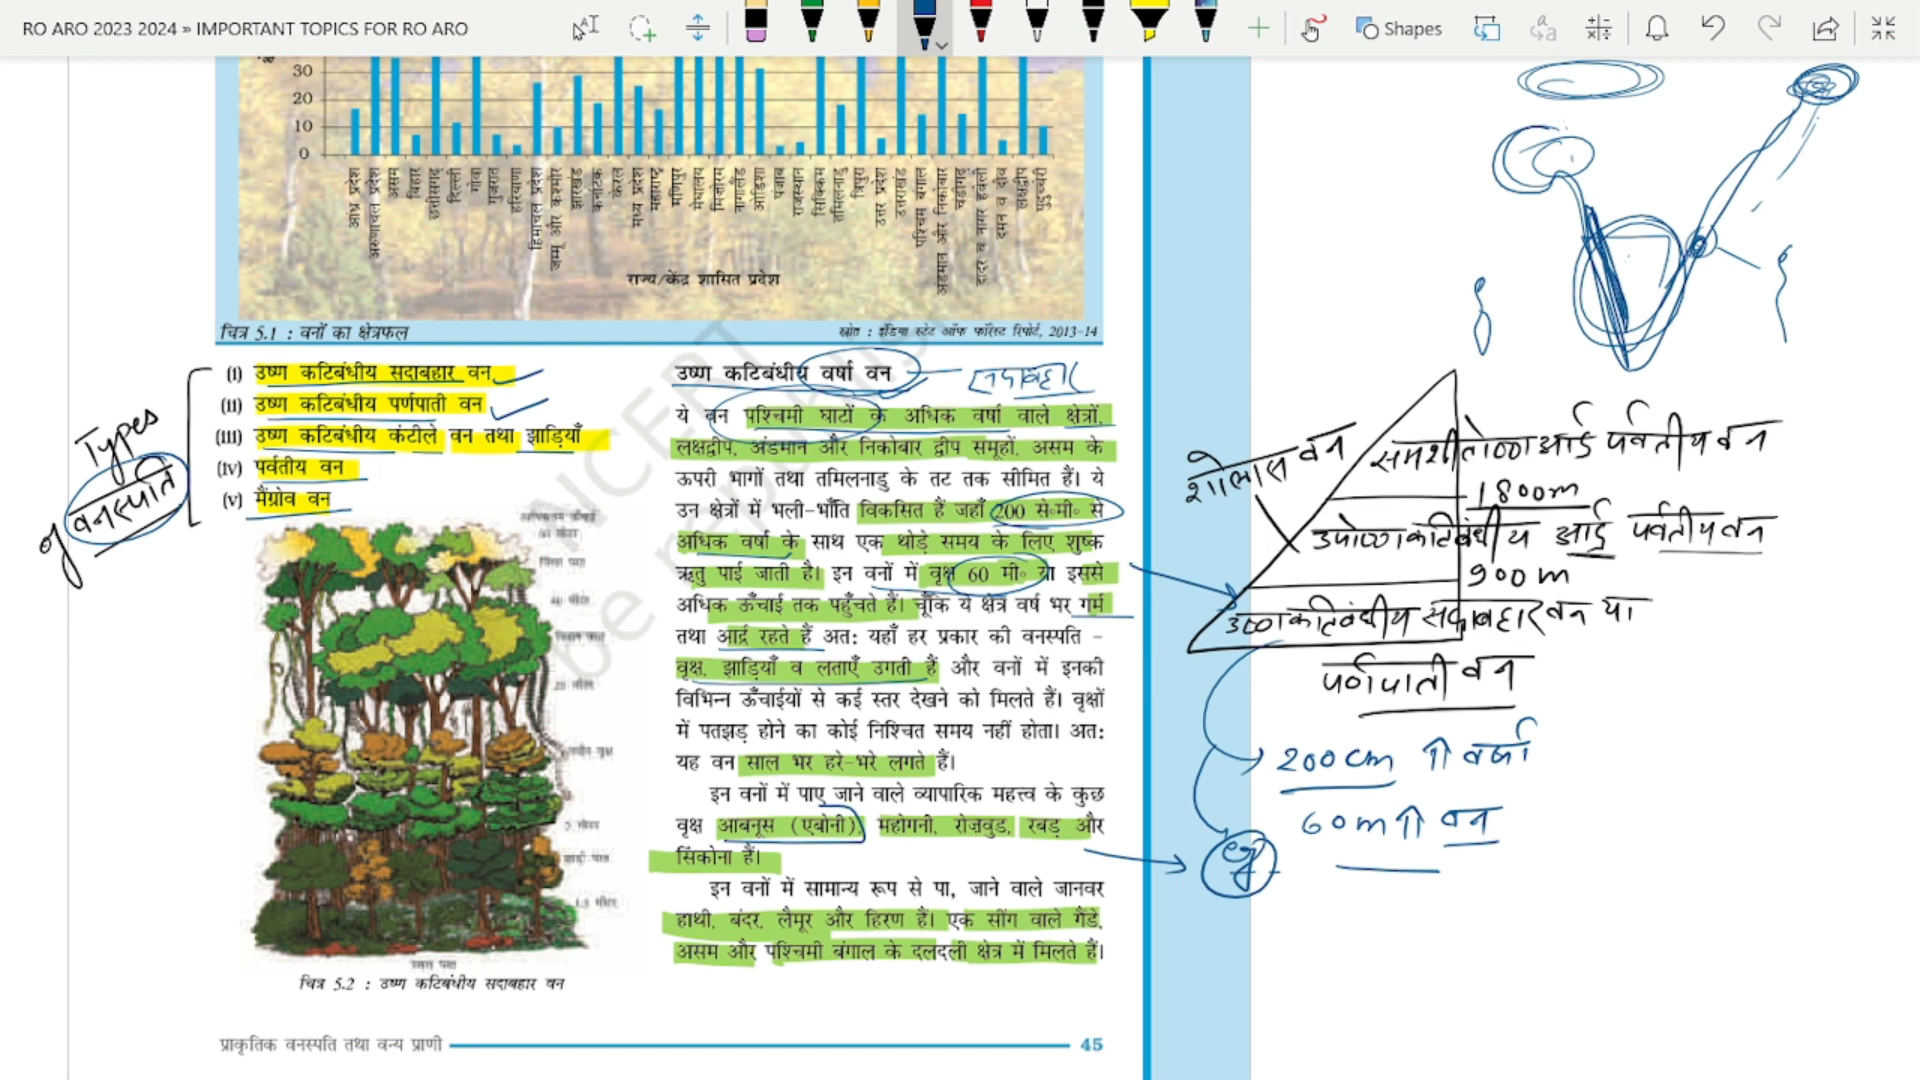 RO ARO 2023 2024 » IMPORTANT TOPICS FOR RO ARO
Shapes
30
20
10
0
आंध्र प्रदेश
अरुणाचल प्रदेश
असम
बिहार
छत्तीसगढ़
दिल्ली
गोवा
गुजरात
हरियाणा
हिमाचल प्रदेश
जम्मू और कश्मीर
झारखंड
कर्नाटक
केरल
मध्य प्रदेश
महाराष्ट्र
मणिपुर
मेघालय
मिजोरम
नागालैंड
ओडिशा
पंजाब
राजस्थान
सिक्किम
तमिलनाडु
त्रिपुरा
उत्तर प्रदेश
उत्तराखंड
पश्चिम बंगाल
अंडमान और निकोबार
चंडीगढ़
दादर व नागर हवेली
दमन व दीव
लक्षद्वीप
पुदुच्चेरी
राज्य/केंद्र शासित प्रदेश
चित्र 5.1 : वनों का क्षेत्रफल
स्रोत : इंडिया स्टेट ऑफ फॉरेस्ट रिपोर्ट, 2013-14
Types
of वनस्पति
(i) उष्ण कटिबंधीय सदाबहार वन
(ii) उष्ण कटिबंधीय पर्णपाती वन
(iii) उष्ण कटिबंधीय कंटीले वन तथा झाड़ियाँ
(iv) पर्वतीय वन
(v) मैंग्रोव वन
चित्र 5.2 : उष्ण कटिबंधीय सदाबहार वन
उष्ण कटिबंधीय वर्षा वन
सदाबहार
ये वन पश्चिमी घाटों के अधिक वर्षा वाले क्षेत्रों,
लक्षद्वीप, अंडमान और निकोबार द्वीप समूहों, असम के
ऊपरी भागों तथा तमिलनाडु के तट तक सीमित हैं। ये
उन क्षेत्रों में भली-भाँति विकसित हैं जहाँ 200 से॰मी॰ से
अधिक वर्षा के साथ एक थोड़े समय के लिए शुष्क
ऋतु पाई जाती है। इन वनों में वृक्ष 60 मी॰ या इससे
अधिक ऊँचाई तक पहुँचते हैं। चूँकि ये क्षेत्र वर्ष भर गर्म
तथा आर्द्र रहते हैं अतः यहाँ हर प्रकार की वनस्पति -
वृक्ष, झाड़ियाँ व लताएँ उगती हैं और वनों में इनकी
विभिन्न ऊँचाईयों से कई स्तर देखने को मिलते हैं। वृक्षों
में पतझड़ होने का कोई निश्चित समय नहीं होता। अतः
यह वन साल भर हरे-भरे लगते हैं।
इन वनों में पाए जाने वाले व्यापारिक महत्त्व के कुछ
वृक्ष आबनूस (एबोनी), महोगनी, रोज़वुड, रबड़ और
सिंकोना हैं।
इन वनों में सामान्य रूप से पा, जाने वाले जानवर
हाथी, बंदर, लैमूर और हिरण हैं। एक सींग वाले गैंडे,
असम और पश्चिमी बंगाल के दलदली क्षेत्र में मिलते हैं।
शोलास वन
समशीतोष्ण आर्द्र पर्वतीय वन
1800m
उपोष्ण कटिबंधीय आर्द्र पर्वतीय वन
900m
उष्ण कटिबंधीय सदाबहार वन या
पर्णपाती वन
200cm ⇑ वर्षा
60m ⇑ वन
eg
प्राकृतिक वनस्पति तथा वन्य प्राणी
45